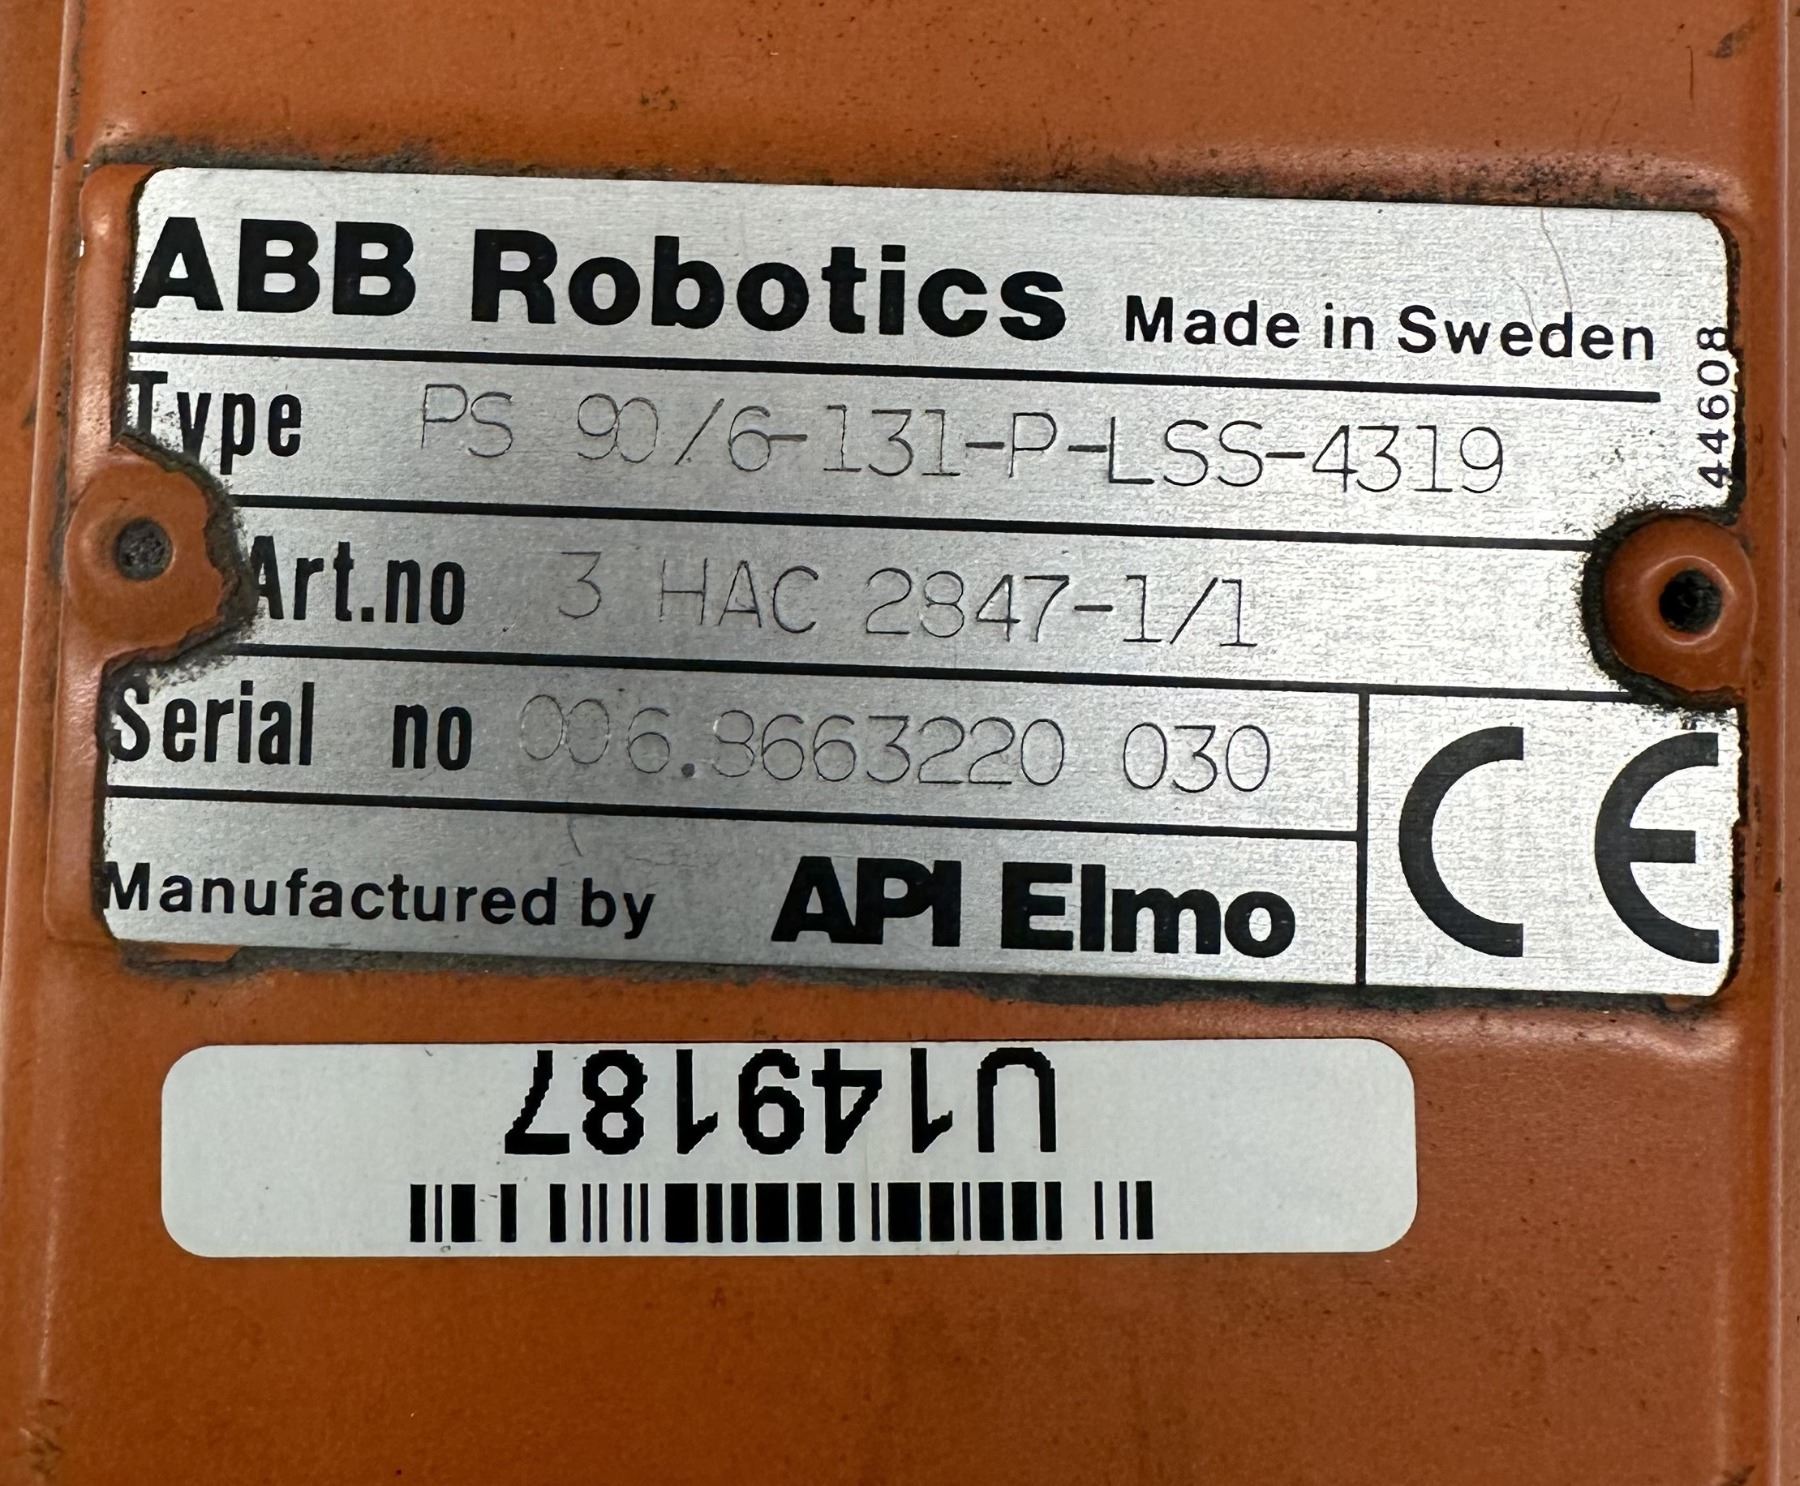 ABB Robotics Made in Sweden
44608
Type PS 90/6-131-P-LSS-4319
Art.no 3 HAC 2847-1/1
Serial no 006.8663220 030
Manufactured by API Elmo
CE
U149187